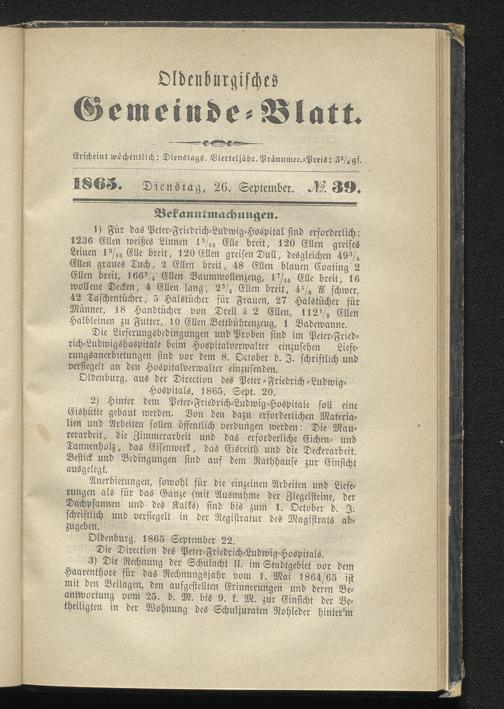 Oldenburgisches
Gemeinde-Blatt.
Erscheint wöchentlich: Dienstags. Vierteljähr. Pränumer.-Preis: 3¾ gs.
1865. Dienstag, 26. September. № 39.
Bekanntmachungen.
1) Für das Peter-Friedrich-Ludwig-Hospital sind erforderlich:
1236 Ellen weißes Linnen 1³/₁₆ Elle breit, 120 Ellen greises
Leinen 1³/₁₆ Elle breit, 120 Ellen greisen Dull, desgleichen 49³/₄
Ellen graues Tuch, 2 Ellen breit, 48 Ellen blauen Coating 2
Ellen breit, 166³/₄ Ellen Baumwollenzeug, 1⁷/₁₆ Elle breit, 16
wollene Decken, 4 Ellen lang, 2³/₄ Ellen breit, 4⁵/₈ ℔ schwer,
42 Taschentücher, 5 Halstücher für Frauen, 27 Halstücher für
Männer, 18 Handtücher von Drell à 2 Ellen, 112¹/₂ Ellen
Halbleinen zu Futter, 10 Ellen Bettbührenzeug, 1 Badewanne.
Die Lieferungsbedingungen und Proben sind im Peter-Fried-
rich-Ludwigshospitale beim Hospitalverwalter einzusehen Liefe-
rungsanerbietungen sind vor dem 8. October d. J. schriftlich und
versiegelt an den Hospitalverwalter einzusenden.
Oldenburg, aus der Direction des Peter-Friedrich-Ludwig-
Hospitals, 1865, Sept. 20.
2) Hinter dem Peter-Friedrich-Ludwig-Hospitale soll eine
Eishütte gebaut werden. Von den dazu erforderlichen Materia-
lien und Arbeiten sollen öffentlich verdungen werden: Die Mau-
rerarbeit, die Zimmerarbeit und das erforderliche Eichen- und
Tannenholz, das Eisenwerk, das Eisreith und die Deckerarbeit.
Bestick und Bedingungen sind auf dem Rathhause zur Einsicht
ausgelegt.
Anerbietungen, sowohl für die einzelnen Arbeiten und Liefe-
rungen als für das Ganze (mit Ausnahme der Ziegelsteine, der
Dachpfannen und des Kalks) sind bis zum 1. October d. J.
schriftlich und versiegelt in der Registratur des Magistrats ab-
zugeben.
Oldenburg, 1865 September 22.
Die Direction des Peter-Friedrich-Ludwig-Hospitals.
3) Die Rechnung der Schulacht II. im Stadtgebiet vor dem
Haarenthore für das Rechnungsjahr vom 1. Mai 1864/65 ist
mit den Beilagen, den aufgestellten Erinnerungen und deren Be-
antwortung vom 25. d. M. bis 9. k. M. zur Einsicht der Be-
theiligten in der Wohnung des Schuljuraten Rohleder hinter'm